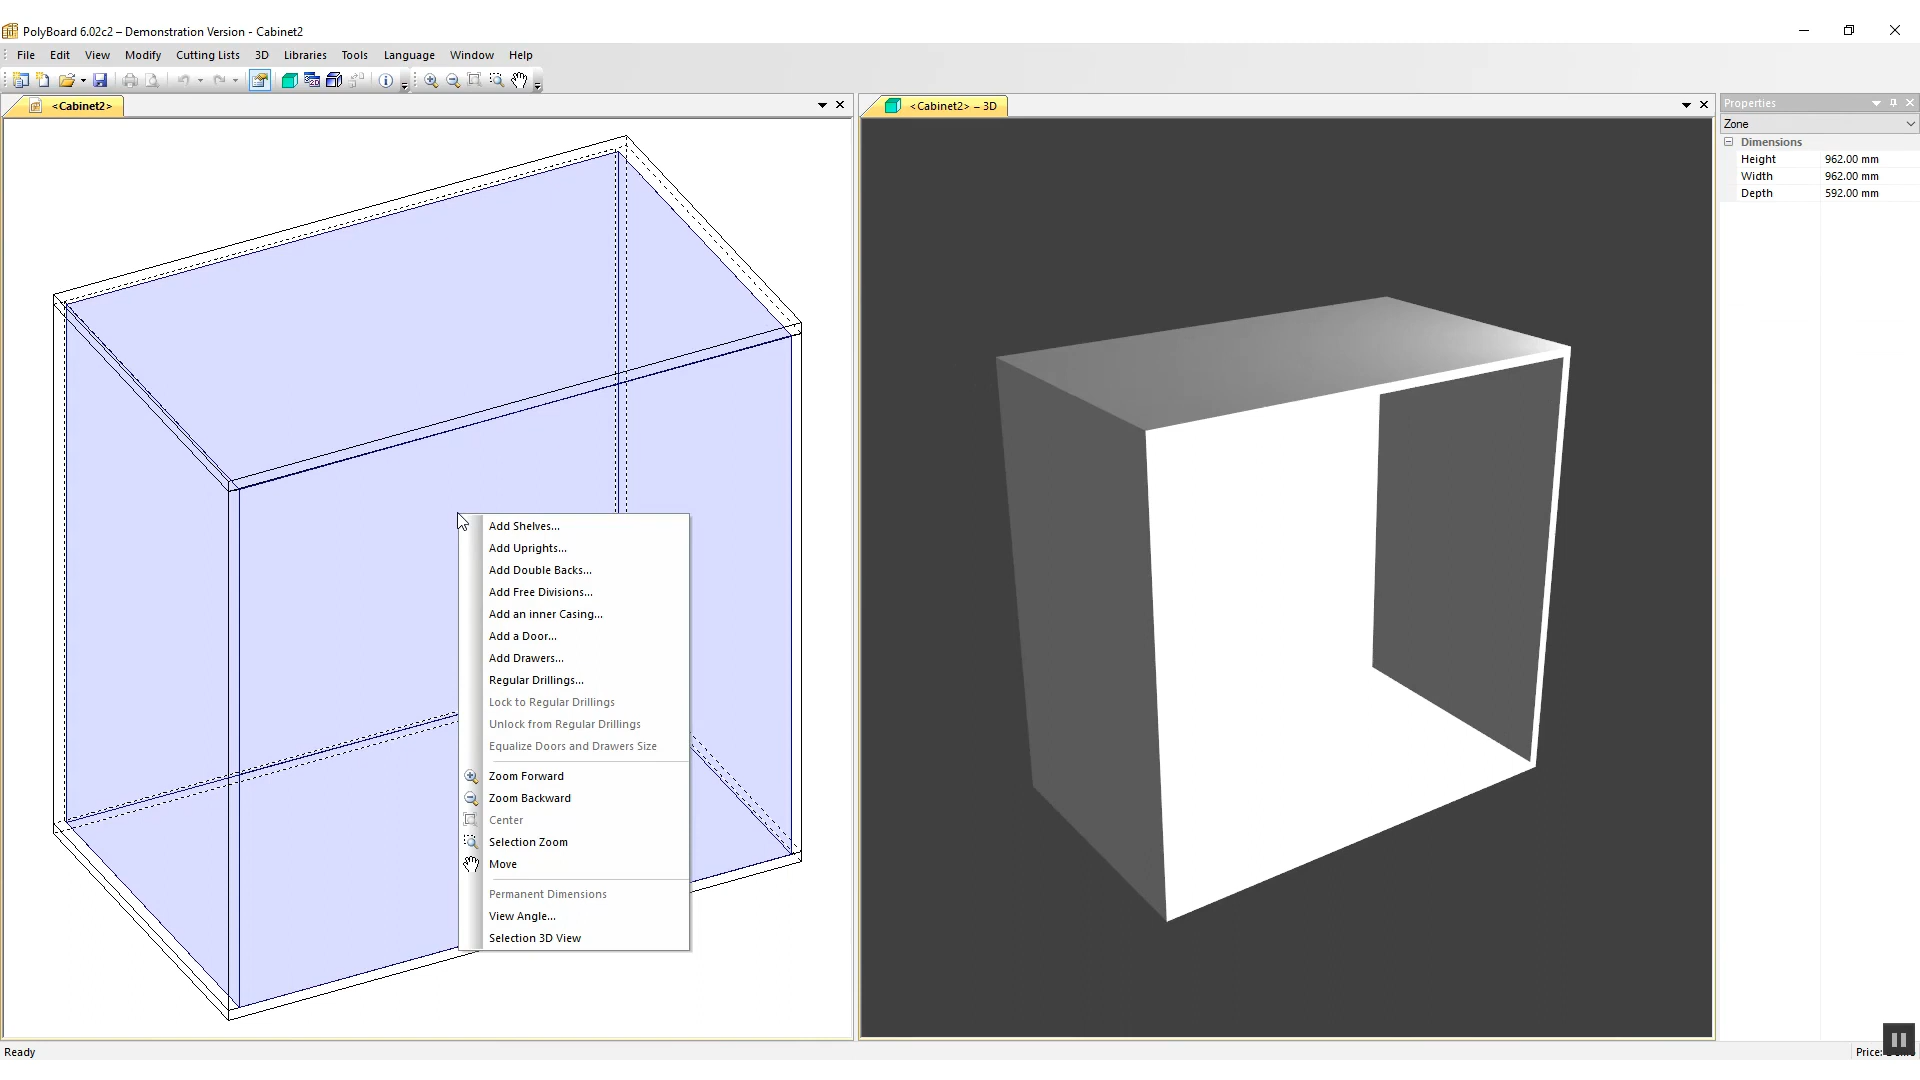 PolyBoard 6.02c2 – Demonstration Version - Cabinet2
File Edit View Modify Cutting Lists 3D Libraries Tools Language Window Help
<Cabinet2>
<Cabinet2> – 3D
Properties
Zone
Dimensions
Height 962.00 mm
Width 962.00 mm
Depth 592.00 mm
Add Shelves...
Add Uprights...
Add Double Backs...
Add Free Divisions...
Add an inner Casing...
Add a Door...
Add Drawers...
Regular Drillings...
Lock to Regular Drillings
Unlock from Regular Drillings
Equalize Doors and Drawers Size
Zoom Forward
Zoom Backward
Center
Selection Zoom
Move
Permanent Dimensions
View Angle...
Selection 3D View
Ready
Price: